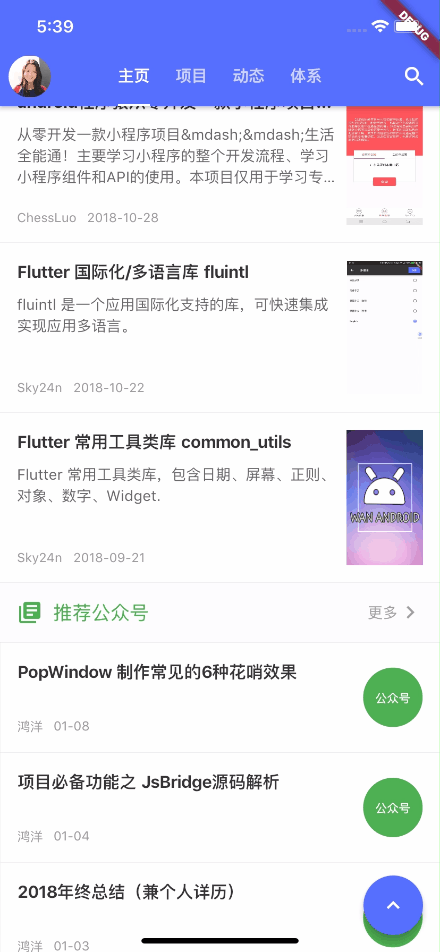 5:39
DEBUG
主页 项目 动态 体系
从零开发一款小程序项目&mdash;&mdash;生活
全能通！主要学习小程序的整个开发流程、学习
小程序组件和API的使用。本项目仅用于学习专...
ChessLuo 2018-10-28
Flutter 国际化/多语言库 fluintl
fluintl 是一个应用国际化支持的库，可快速集成
实现应用多语言。
Sky24n 2018-10-22
Flutter 常用工具类库 common_utils
Flutter 常用工具类库，包含日期、屏幕、正则、
对象、数字、Widget.
WAN ANDROID
Sky24n 2018-09-21
推荐公众号 更多
PopWindow 制作常见的6种花哨效果
公众号
鸿洋 01-08
项目必备功能之 JsBridge源码解析
公众号
鸿洋 01-04
2018年终总结（兼个人详历）
鸿洋 01-03